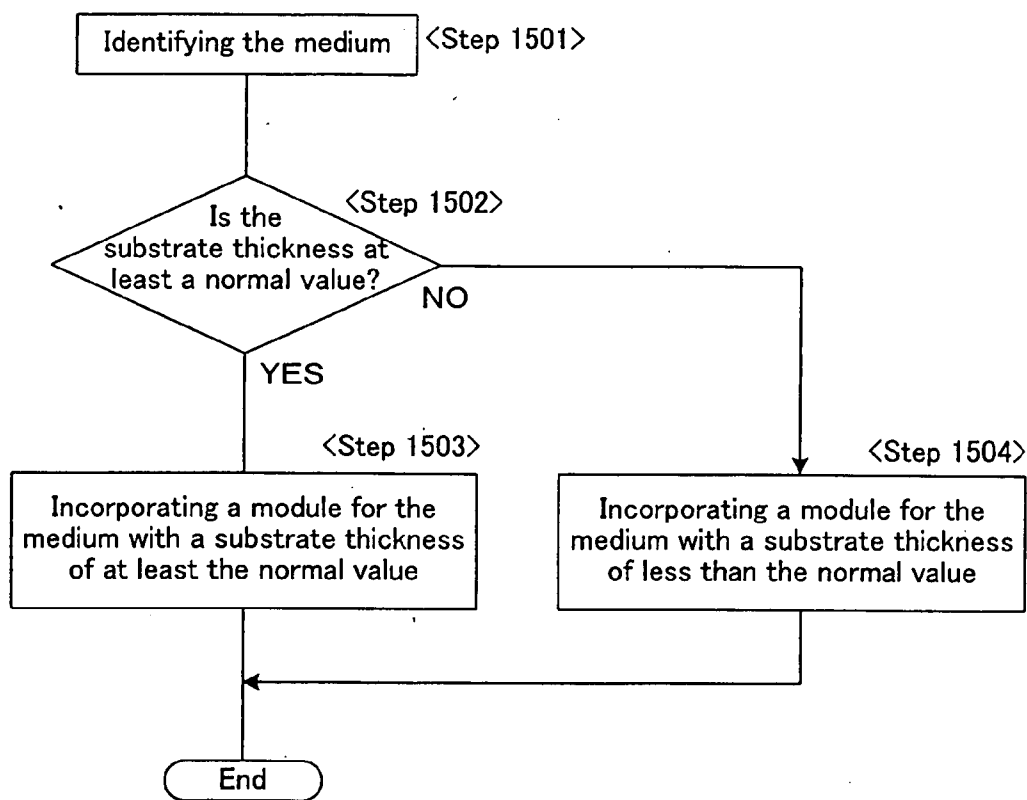 Identifying the medium
<Step 1501>
<Step 1502>
Is the
substrate thickness at
least a normal value?
NO
YES
<Step 1503>
Incorporating a module for the
medium with a substrate thickness
of at least the normal value
<Step 1504>
Incorporating a module for the
medium with a substrate thickness
of less than the normal value
End